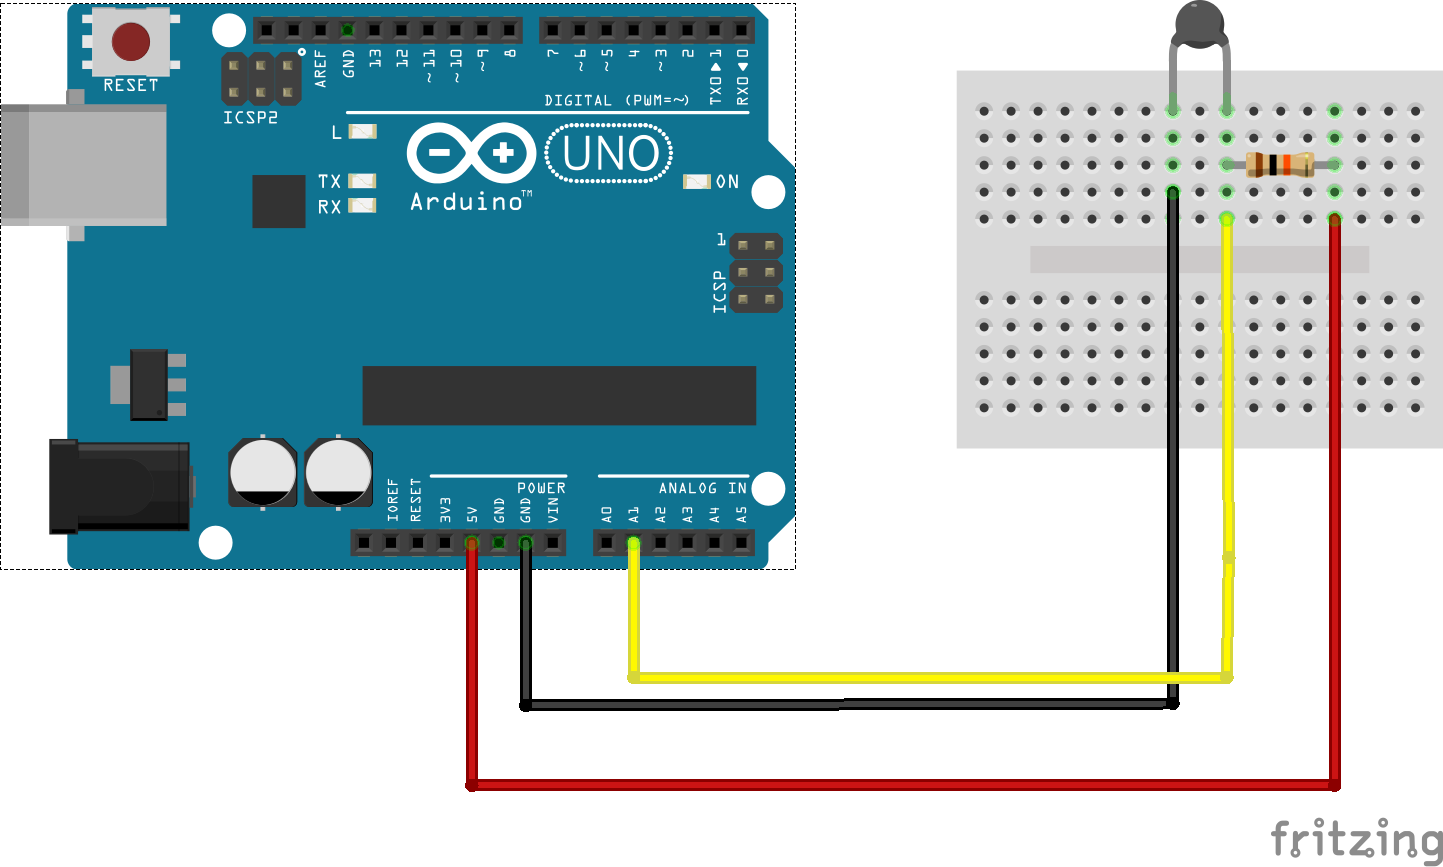 RESET
ICSP2
AREF
GND
13
12
~11
~10
~9
8
7
~6
~5
4
~3
2
TX0▶1
RX0◀0
DIGITAL (PWM=~)
L
TX
RX
Arduino™
UNO
ON
1
ICSP
POWER
ANALOG IN
IOREF
RESET
3V3
5V
GND
GND
VIN
A0
A1
A2
A3
A4
A5
fritzing